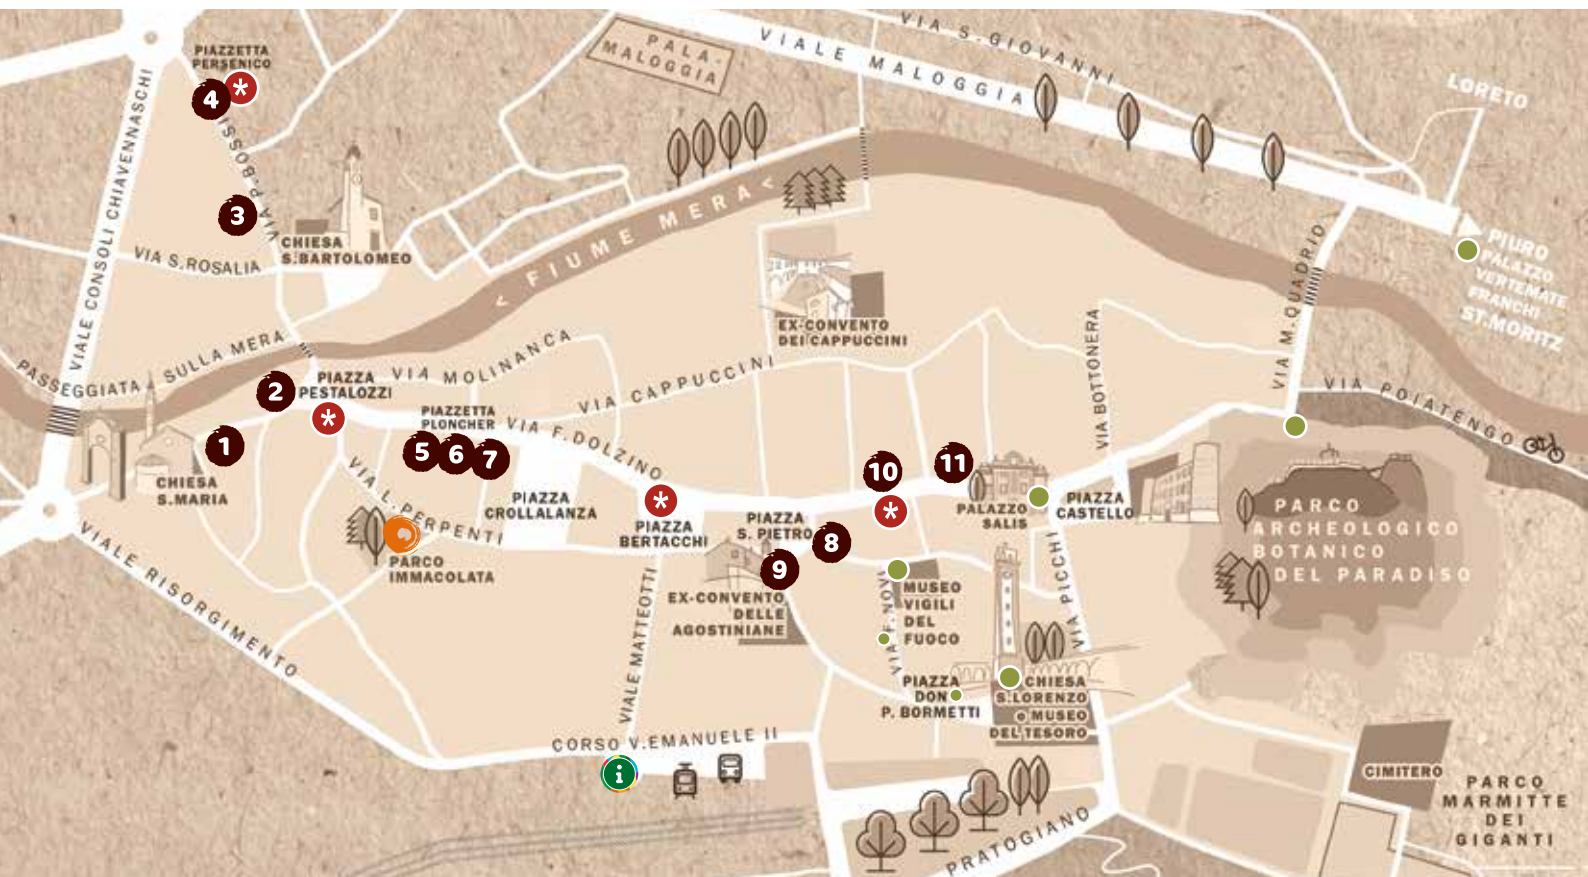 PIAZZETTA
PERSENICO
*
4
VIA P. BOSSI
3
VIALE CONSOLI CHIAVENNASCHI
CHIESA
S.BARTOLOMEO
VIA S.ROSALIA
PALA-
MALOGGIA
VIALE MALOGGIA
VIA S.GIOVANNI
LORETO
PIURO
PALAZZO
VERTEMATE
FRANCHI
ST.MORITZ
< FIUME MERA <
EX-CONVENTO
DEI CAPPUCCINI
VIA M.QUADRIO
VIA POIATENGO
PASSEGGIATA SULLA MERA
2
PIAZZA
PESTALOZZI
*
VIA MOLINANCA
VIA CAPPUCCINI
VIA BOTTONERA
PIAZZETTA
PLONCHER
VIA F.DOLZINO
1
5
6
7
CHIESA
S.MARIA
VIA L. PERPENTI
PIAZZA
CROLLALANZA
*
PIAZZA
BERTACCHI
10
*
11
PALAZZO
SALIS
PIAZZA
CASTELLO
PIAZZA
S. PIETRO
8
9
PARCO
IMMACOLATA
EX-CONVENTO
DELLE
AGOSTINIANE
MUSEO
VIGILI
DEL
FUOCO
VIA F.NOVI
VIA PICCHI
PARCO
ARCHEOLOGICO
BOTANICO
DEL PARADISO
VIALE RISORGIMENTO
VIALE MATTEOTTI
CORSO V.EMANUELE II
i
PIAZZA
DON
P. BORMETTI
CHIESA
S.LORENZO
MUSEO
DEL TESORO
PRATOGIANO
CIMITERO
PARCO
MARMITTE
DEI
GIGANTI